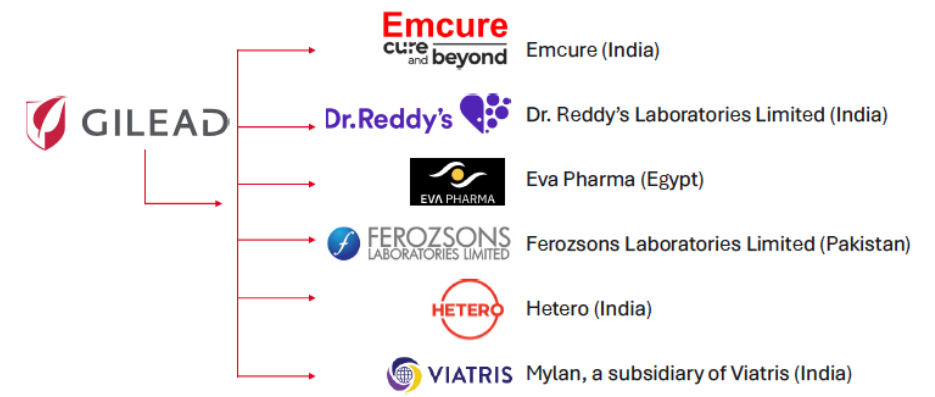 Emcure
cure
and beyond
Emcure (India)
GILEAD
Dr.Reddy's
Dr. Reddy’s Laboratories Limited (India)
EVA PHARMA
Eva Pharma (Egypt)
f FEROZSONS
LABORATORIES LIMITED
Ferozsons Laboratories Limited (Pakistan)
HETERO
Hetero (India)
VIATRIS
Mylan, a subsidiary of Viatris (India)